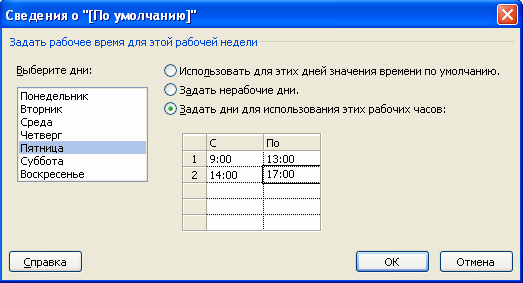 Сведения о "[По умолчанию]"
Задать рабочее время для этой рабочей недели
Выберите дни:
Понедельник
Вторник
Среда
Четверг
Пятница
Суббота
Воскресенье
Использовать для этих дней значения времени по умолчанию.
Задать нерабочие дни.
Задать дни для использования этих рабочих часов:
С По
1 9:00 13:00
2 14:00 17:00
Справка ОК Отмена